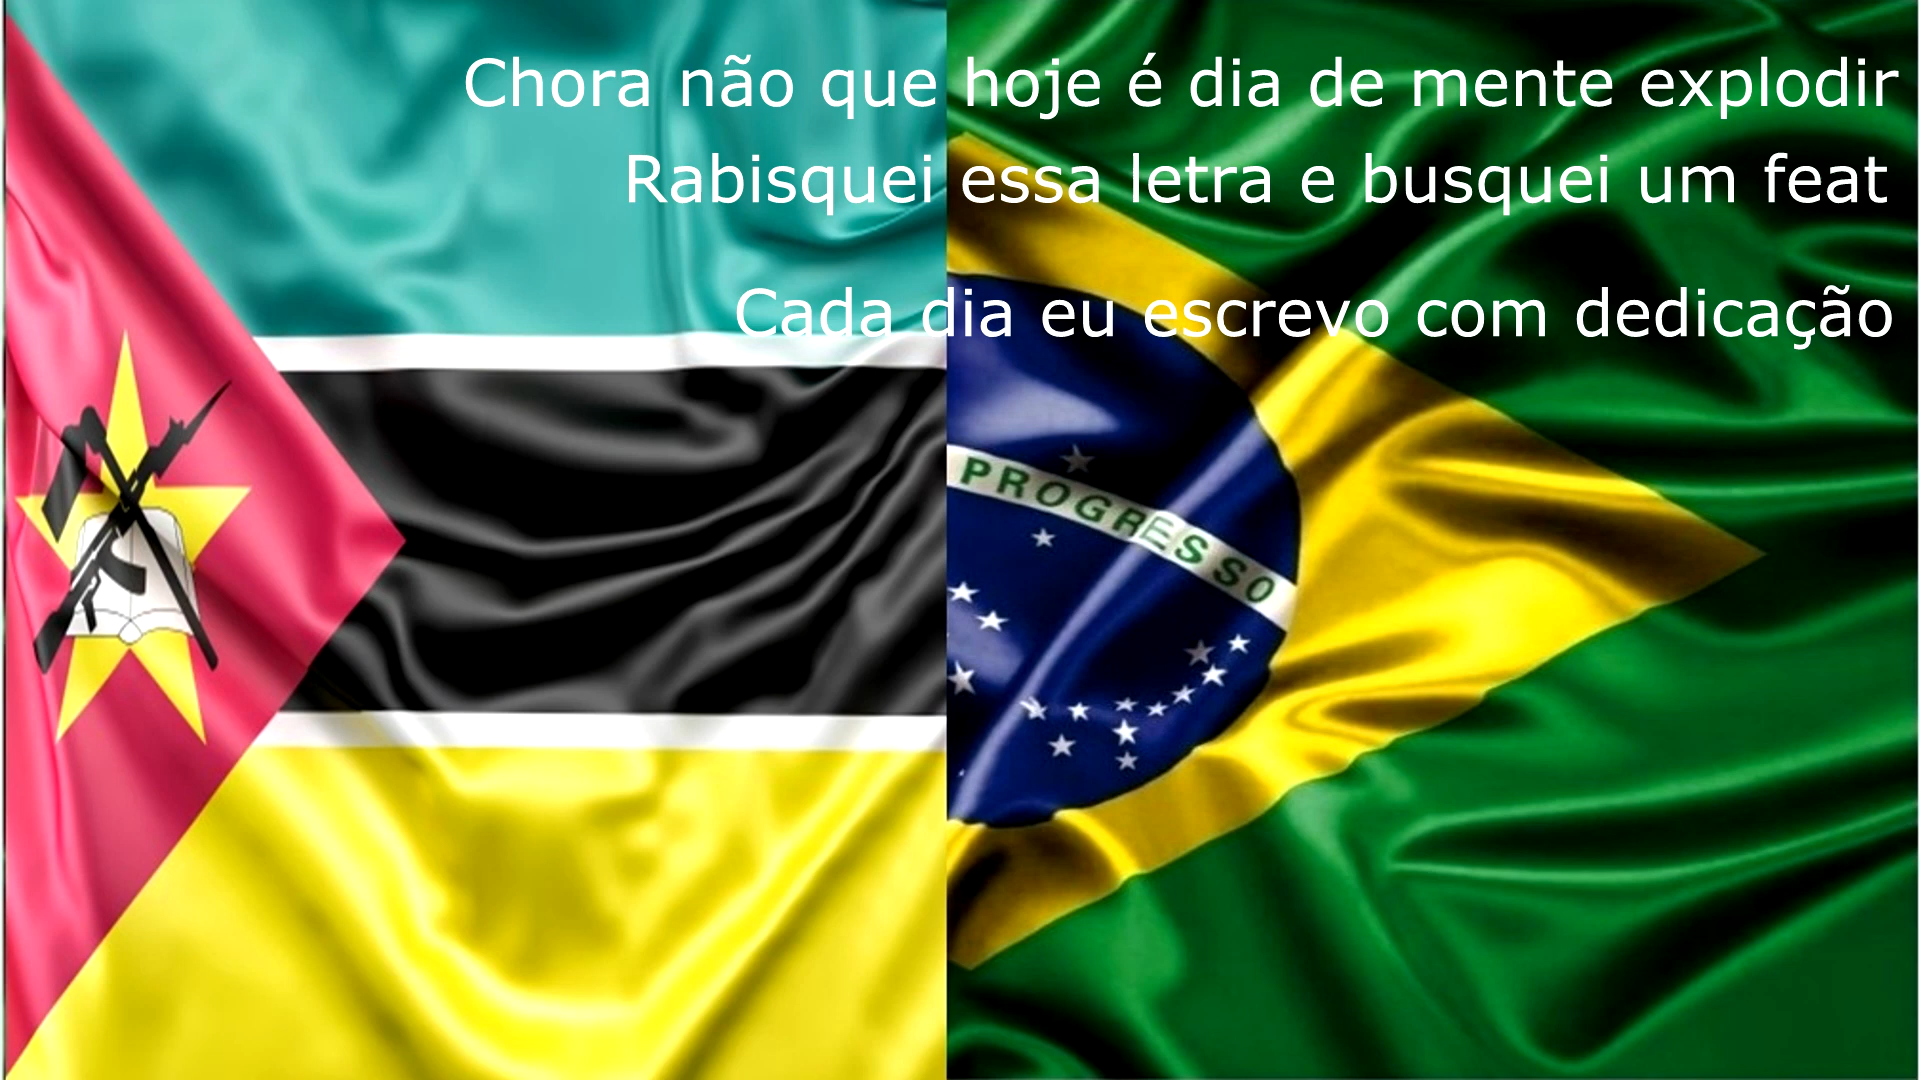 Chora não que hoje é dia de mente explodir
Rabisquei essa letra e busquei um feat
Cada dia eu escrevo com dedicação
PROGRESSO